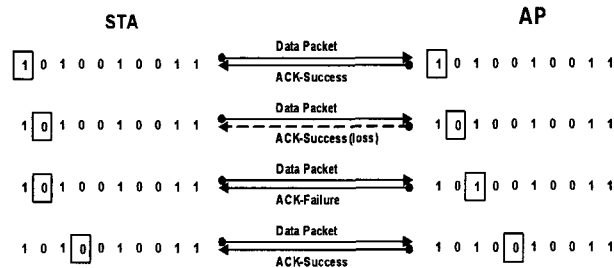 STA AP
Data Packet
1 0 1 0 0 1 0 0 1 1 ACK-Success 1 0 1 0 0 1 0 0 1 1
Data Packet
1 0 1 0 0 1 0 0 1 1 ACK-Success(loss) 1 0 1 0 0 1 0 0 1 1
Data Packet
1 0 1 0 0 1 0 0 1 1 ACK-Failure 1 0 1 0 0 1 0 0 1 1
Data Packet
1 0 1 0 0 1 0 0 1 1 ACK-Success 1 0 1 0 0 1 0 0 1 1